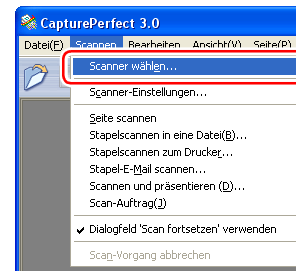 CapturePerfect 3.0
Datei(F) Scannen Bearbeiten Ansicht(V) Seite(P)
Scanner wählen...
Scanner-Einstellungen...
Seite scannen
Stapelscannen in eine Datei(B)...
Stapelscannen zum Drucker...
Stapel-E-Mail scannen...
Scannen und präsentieren (D)...
Scan-Auftrag(J)
Dialogfeld 'Scan fortsetzen' verwenden
Scan-Vorgang abbrechen